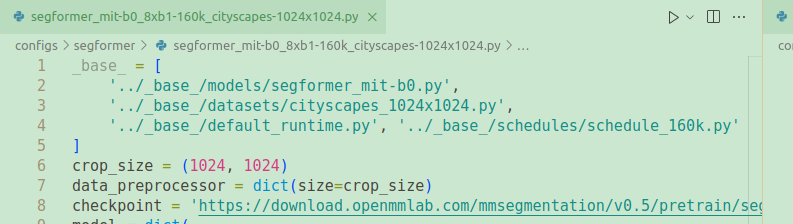 segformer_mit-b0_8xb1-160k_cityscapes-1024x1024.py ×
configs > segformer > segformer_mit-b0_8xb1-160k_cityscapes-1024x1024.py > ...
1 _base_ = [
2 '../_base_/models/segformer_mit-b0.py',
3 '../_base_/datasets/cityscapes_1024x1024.py',
4 '../_base_/default_runtime.py', '../_base_/schedules/schedule_160k.py'
5 ]
6 crop_size = (1024, 1024)
7 data_preprocessor = dict(size=crop_size)
8 checkpoint = 'https://download.openmmlab.com/mmsegmentation/v0.5/pretrain/seg
9 model = dict(